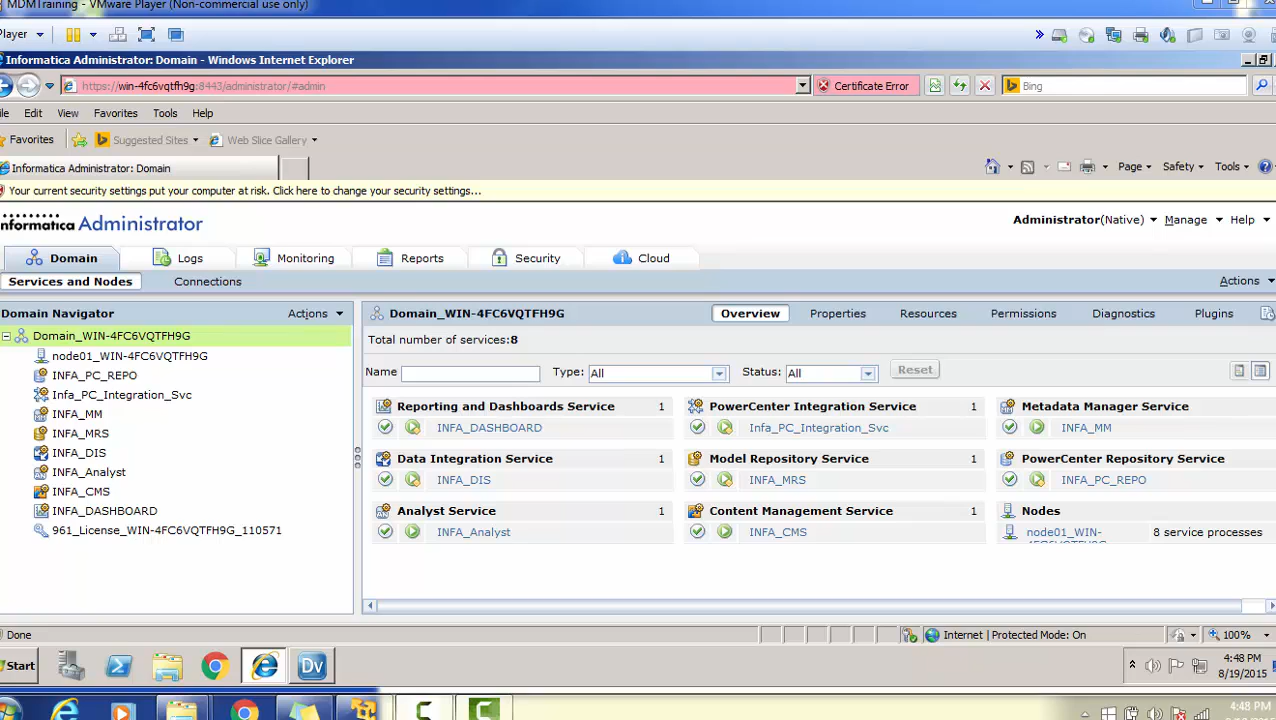 MDMTraining - VMware Player (Non-commercial use only)
Player
Informatica Administrator: Domain - Windows Internet Explorer
https://win-4fc6vqtfh9g:8443/administrator/#admin
Certificate Error
Bing
ile Edit View Favorites Tools Help
Favorites Suggested Sites Web Slice Gallery
Informatica Administrator: Domain
Page Safety Tools
Your current security settings put your computer at risk. Click here to change your security settings...
nformatica Administrator
Administrator(Native) Manage Help
Domain Logs Monitoring Reports Security Cloud
Services and Nodes Connections
Actions
Domain Navigator Actions
Domain_WIN-4FC6VQTFH9G
node01_WIN-4FC6VQTFH9G
INFA_PC_REPO
Infa_PC_Integration_Svc
INFA_MM
INFA_MRS
INFA_DIS
INFA_Analyst
INFA_CMS
INFA_DASHBOARD
961_License_WIN-4FC6VQTFH9G_110571
Domain_WIN-4FC6VQTFH9G
Overview Properties Resources Permissions Diagnostics Plugins
Total number of services:8
Name Type: All Status: All Reset
Reporting and Dashboards Service 1
INFA_DASHBOARD
PowerCenter Integration Service 1
Infa_PC_Integration_Svc
Metadata Manager Service
INFA_MM
Data Integration Service 1
INFA_DIS
Model Repository Service 1
INFA_MRS
PowerCenter Repository Service
INFA_PC_REPO
Analyst Service 1
INFA_Analyst
Content Management Service 1
INFA_CMS
Nodes
node01_WIN-
8 service processes
Done
Internet | Protected Mode: On
100%
Start
Dv
4:48 PM
8/19/2015
4:48 PM